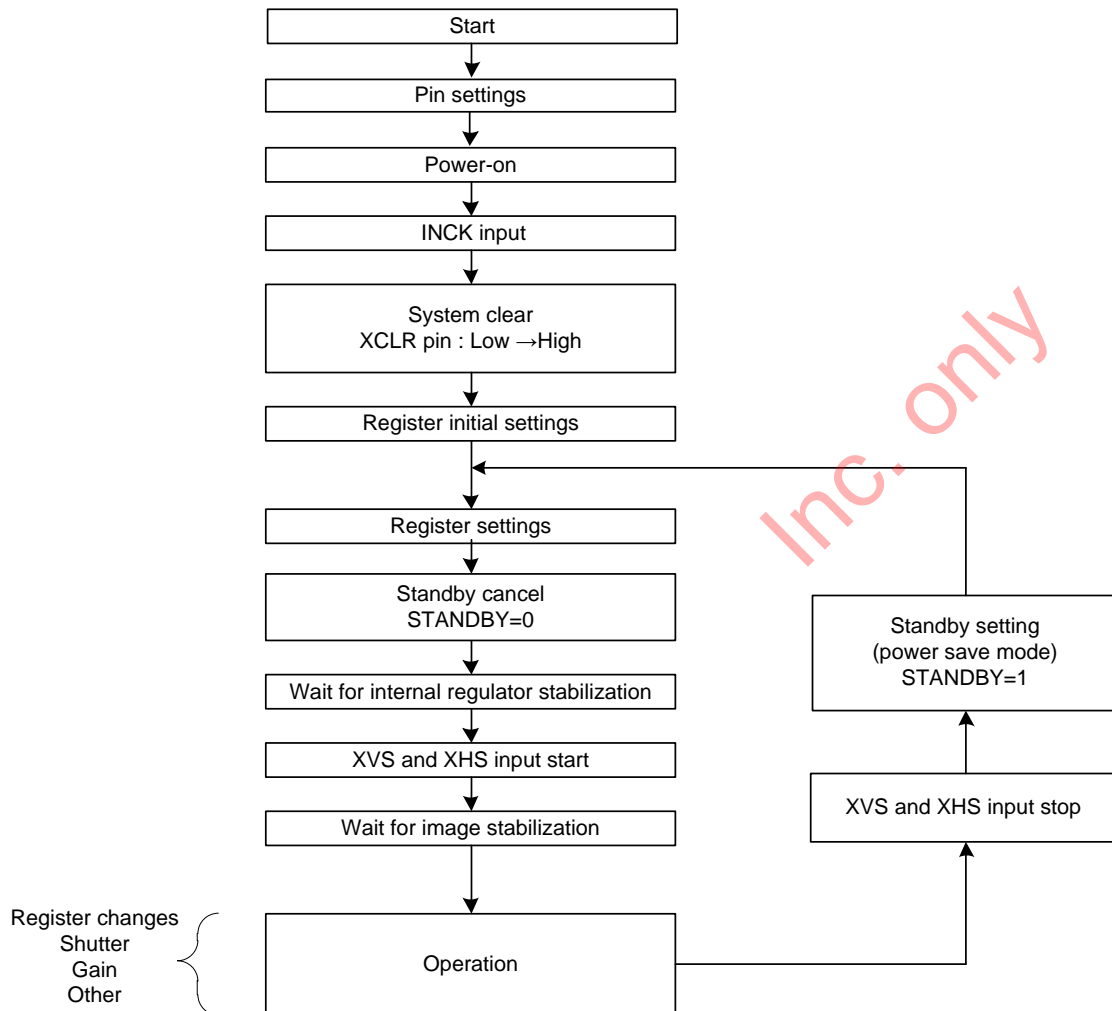 Start
Pin settings
Power-on
INCK input
System clear
XCLR pin : Low →High
Register initial settings
Register settings
Standby cancel
STANDBY=0
Wait for internal regulator stabilization
XVS and XHS input start
Wait for image stabilization
Operation
Register changes
Shutter
Gain
Other
XVS and XHS input stop
Standby setting
(power save mode)
STANDBY=1
Inc. only